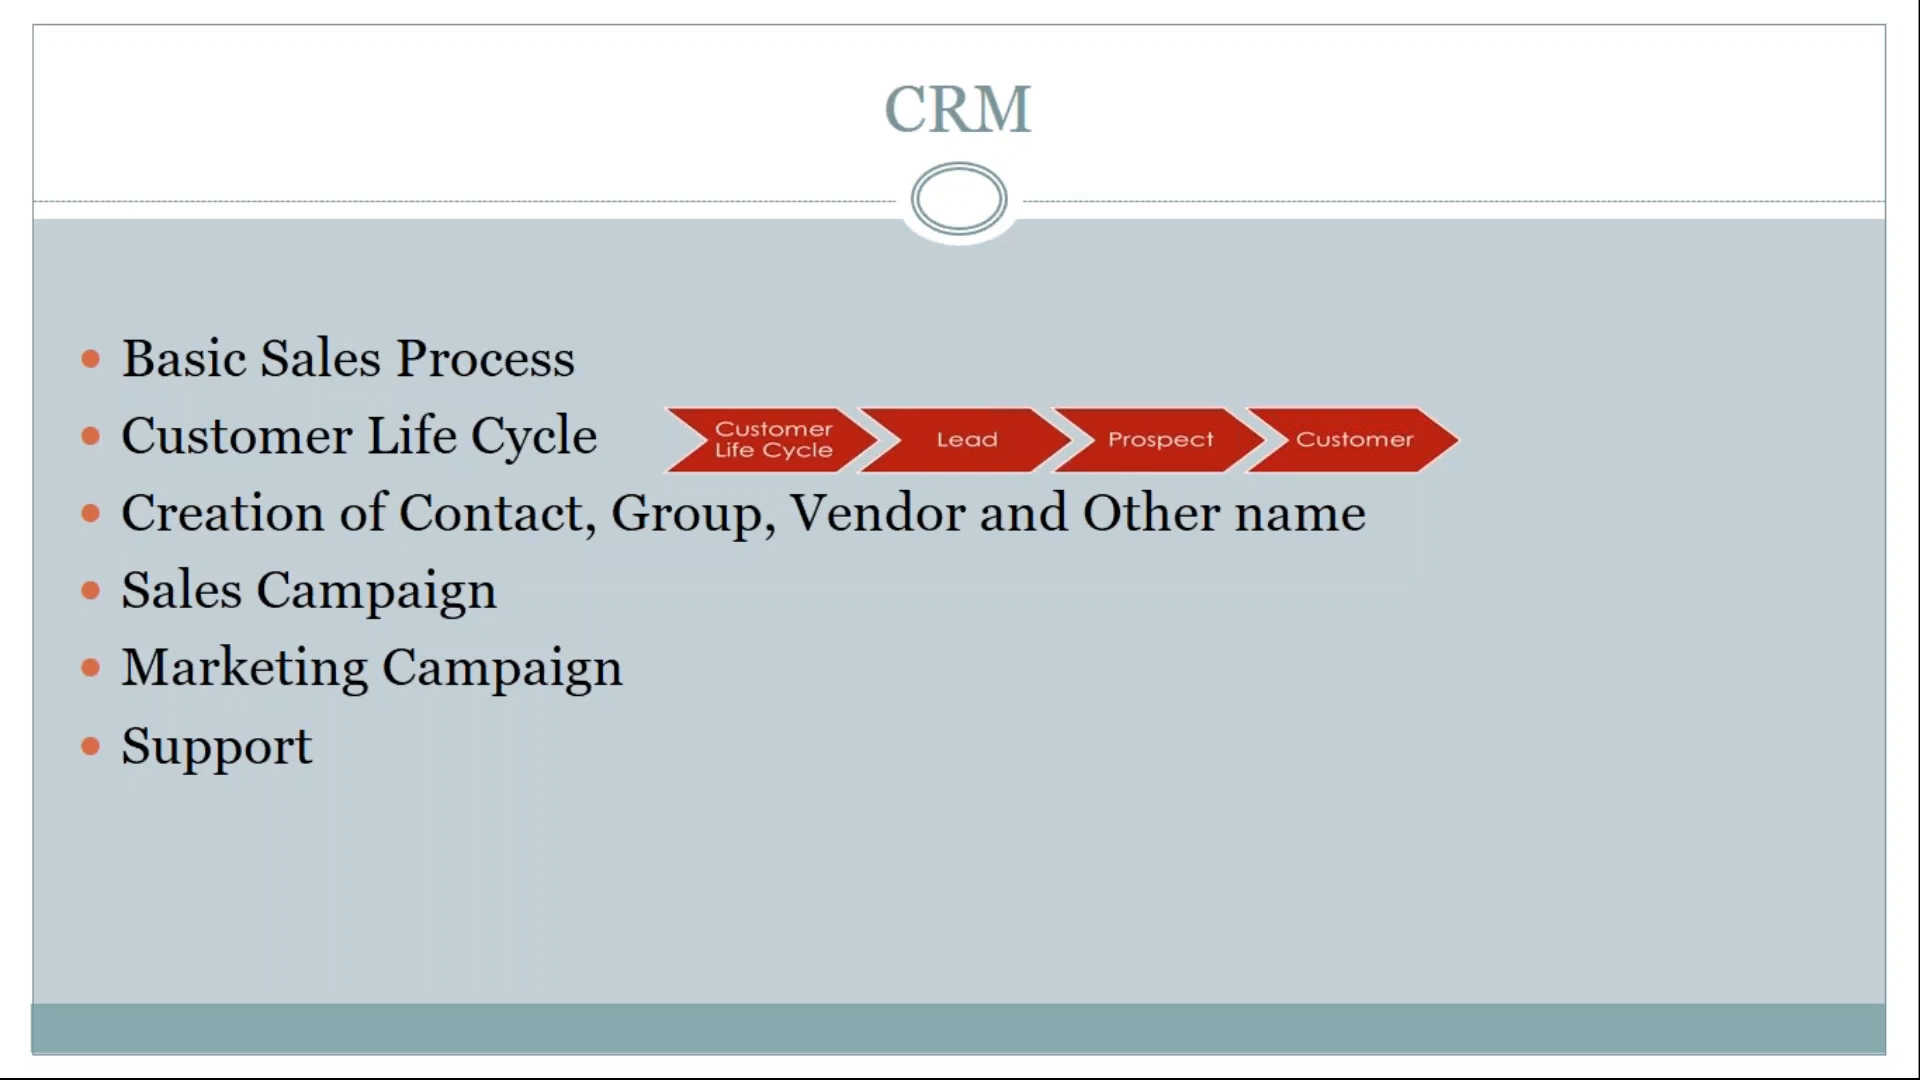 CRM
Basic Sales Process
Customer Life Cycle
Customer
Life Cycle
Lead
Prospect
Customer
Creation of Contact, Group, Vendor and Other name
Sales Campaign
Marketing Campaign
Support